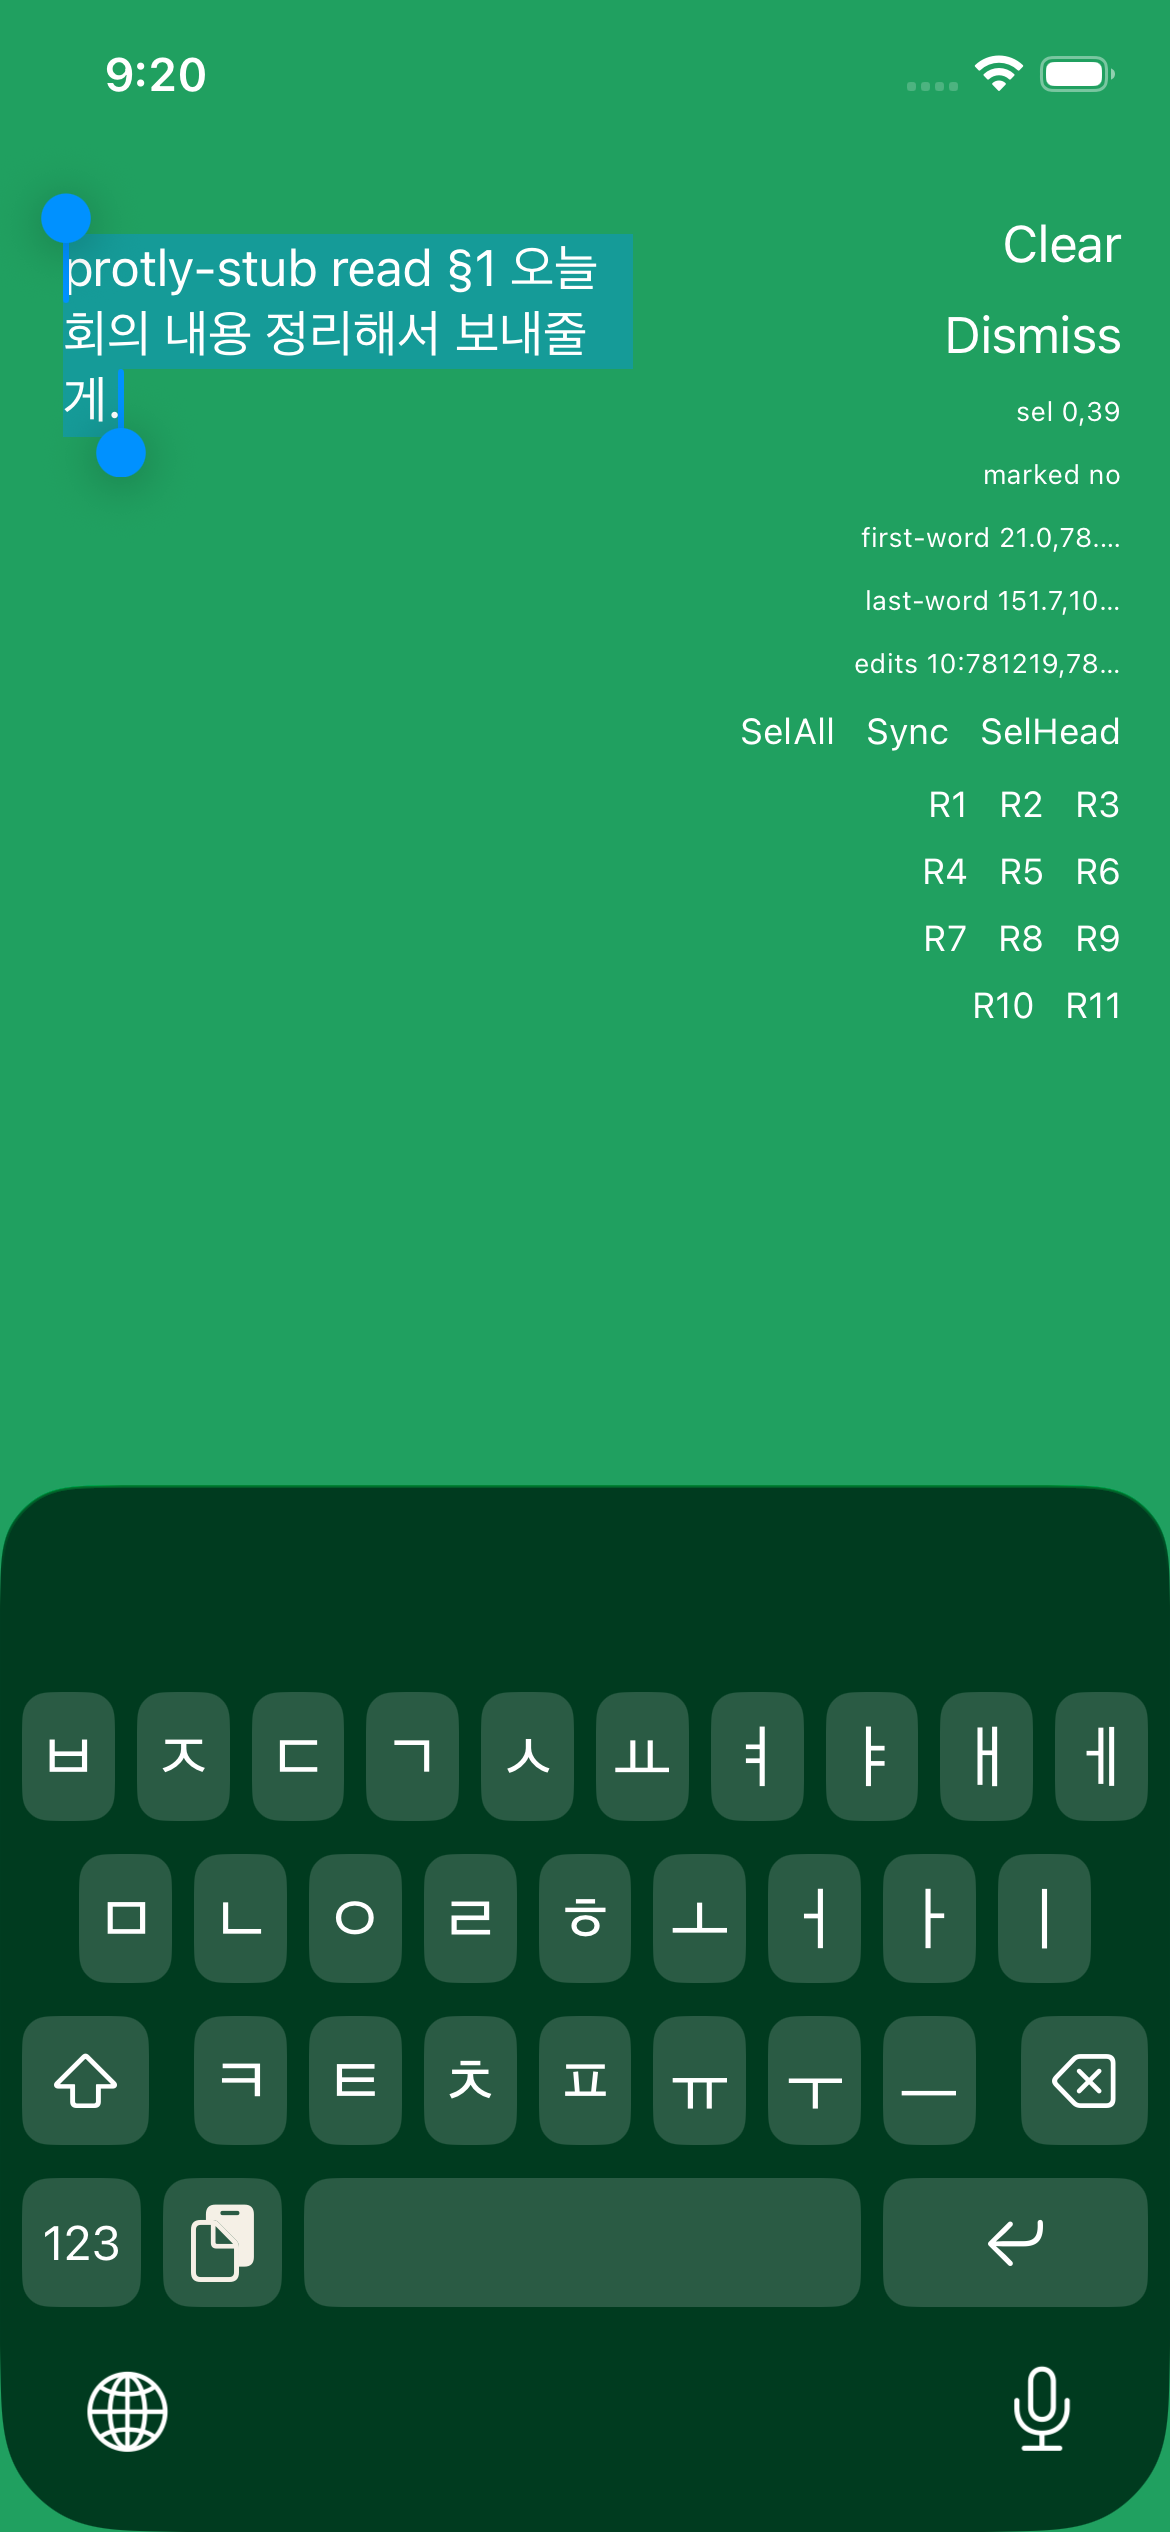 9:20
protly-stub read §1 오늘
회의 내용 정리해서 보내줄
게.
Clear
Dismiss
sel 0,39
marked no
first-word 21.0,78....
last-word 151.7,10...
edits 10:781219,78...
SelAll Sync SelHead
R1 R2 R3
R4 R5 R6
R7 R8 R9
R10 R11
ㅂ ㅈ ㄷ ㄱ ㅅ ㅛ ㅕ ㅑ ㅐ ㅔ
ㅁ ㄴ ㅇ ㄹ ㅎ ㅗ ㅓ ㅏ ㅣ
ㅋ ㅌ ㅊ ㅍ ㅠ ㅜ ㅡ
123